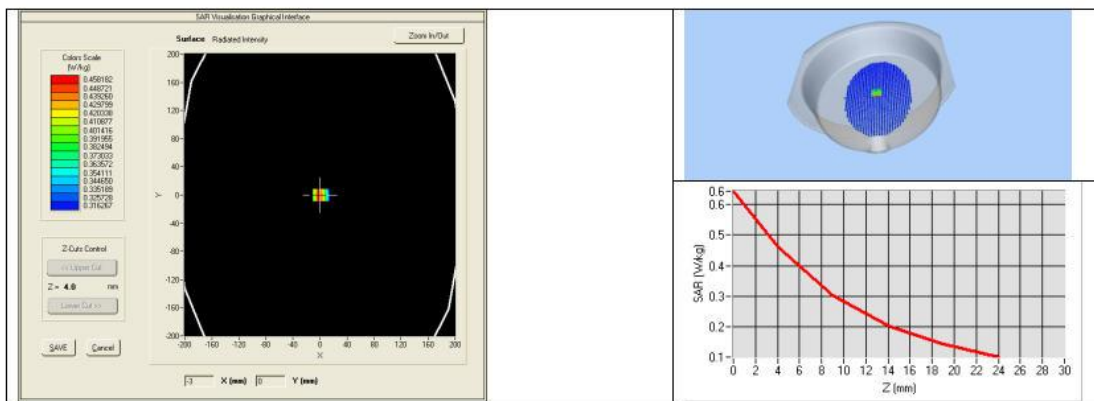 SAR Visualisation Graphical Interface
Surface Radiated Intensity
Zoom In/Out
Colors Scale
(W/kg)
0.458182
0.448721
0.439260
0.429799
0.420338
0.410877
0.401416
0.391955
0.382494
0.373033
0.363572
0.354111
0.344650
0.335189
0.325728
0.316267
Z-Cuts Control
<< Upper Cut
Z = 4.0 mm
Lower Cut >>
SAVE Cancel
200
160
120
80
40
0
-40
-80
-120
-160
-200
Y
-200 -160 -120 -80 -40 0 40 80 120 160 200
X
-3 X (mm) 0 Y (mm)
0.6
0.6
0.5
0.4
0.3
0.2
0.1
SAR (W/kg)
0 2 4 6 8 10 12 14 16 18 20 22 24 26 28 30
Z (mm)